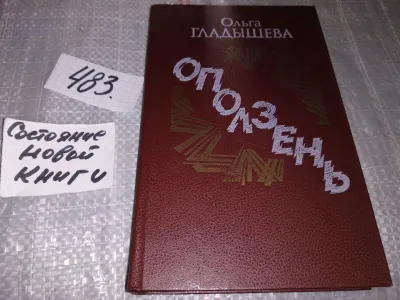 Ольга
ГЛАДЫШЕВА
ОПОЛЗЕНЬ
483.
Состояние
новой
книги